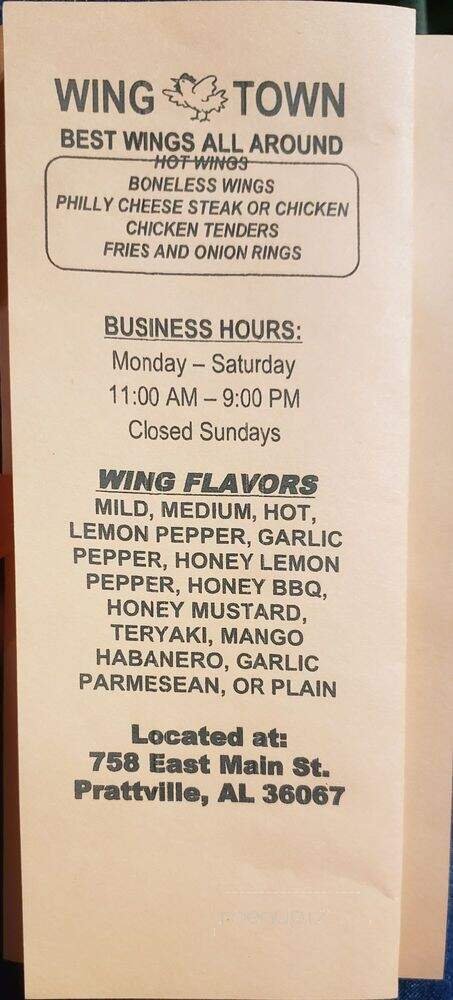 WING TOWN
BEST WINGS ALL AROUND
HOT WINGS
BONELESS WINGS
PHILLY CHEESE STEAK OR CHICKEN
CHICKEN TENDERS
FRIES AND ONION RINGS
BUSINESS HOURS:
Monday – Saturday
11:00 AM – 9:00 PM
Closed Sundays
WING FLAVORS
MILD, MEDIUM, HOT,
LEMON PEPPER, GARLIC
PEPPER, HONEY LEMON
PEPPER, HONEY BBQ,
HONEY MUSTARD,
TERYAKI, MANGO
HABANERO, GARLIC
PARMESEAN, OR PLAIN
Located at:
758 East Main St.
Prattville, AL 36067